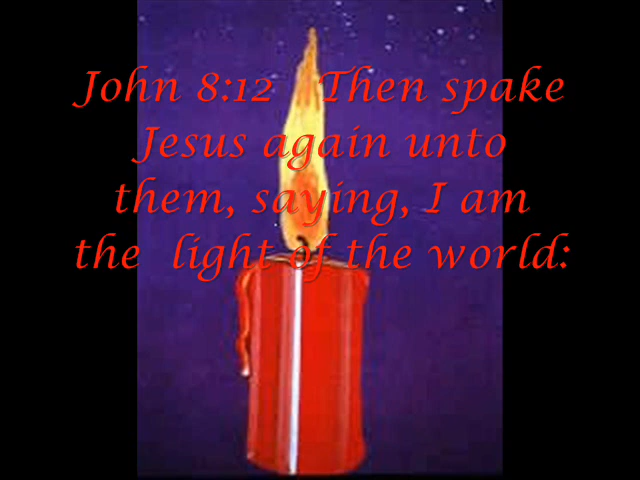 John 8:12 Then spake
Jesus again unto
them, saying, I am
the light of the world: